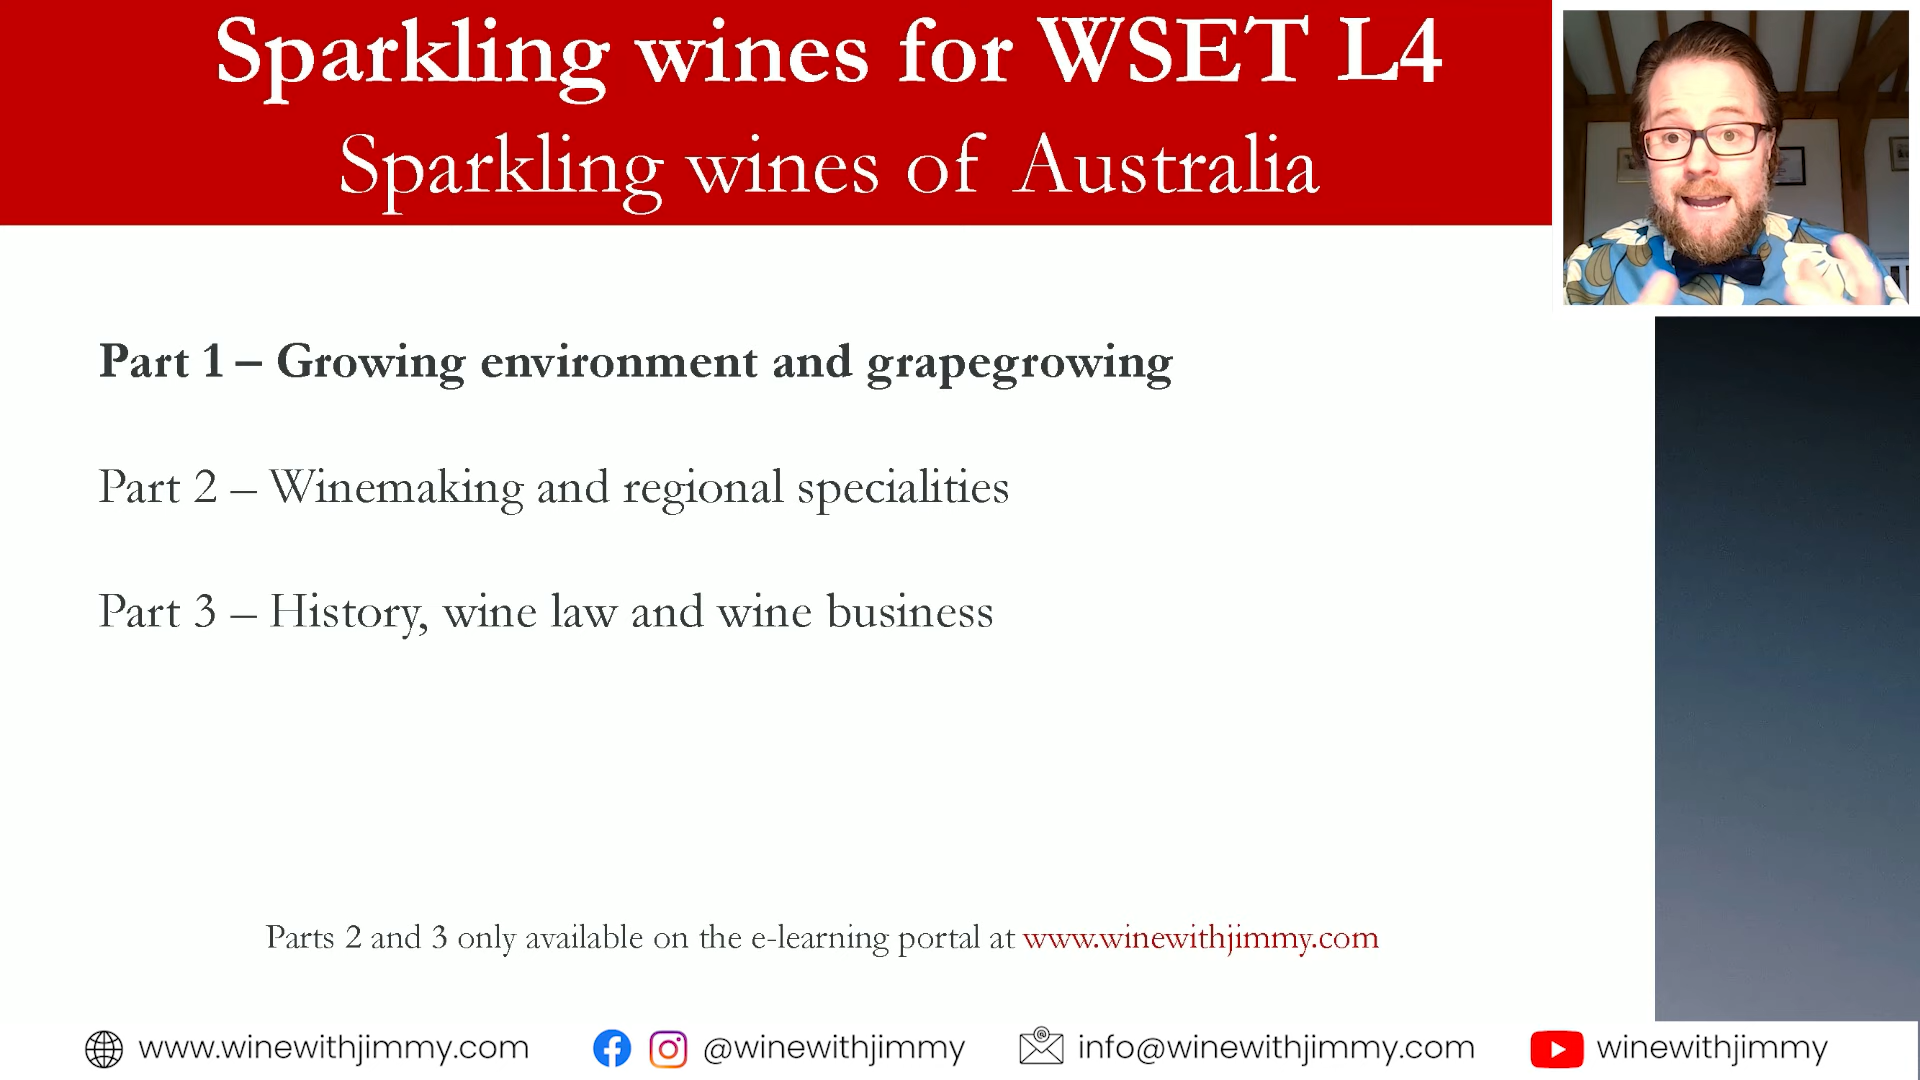 Sparkling wines for WSET L4
Sparkling wines of Australia
Part 1 – Growing environment and grapegrowing
Part 2 – Winemaking and regional specialities
Part 3 – History, wine law and wine business
Parts 2 and 3 only available on the e-learning portal at www.winewithjimmy.com
www.winewithjimmy.com @winewithjimmy info@winewithjimmy.com winewithjimmy